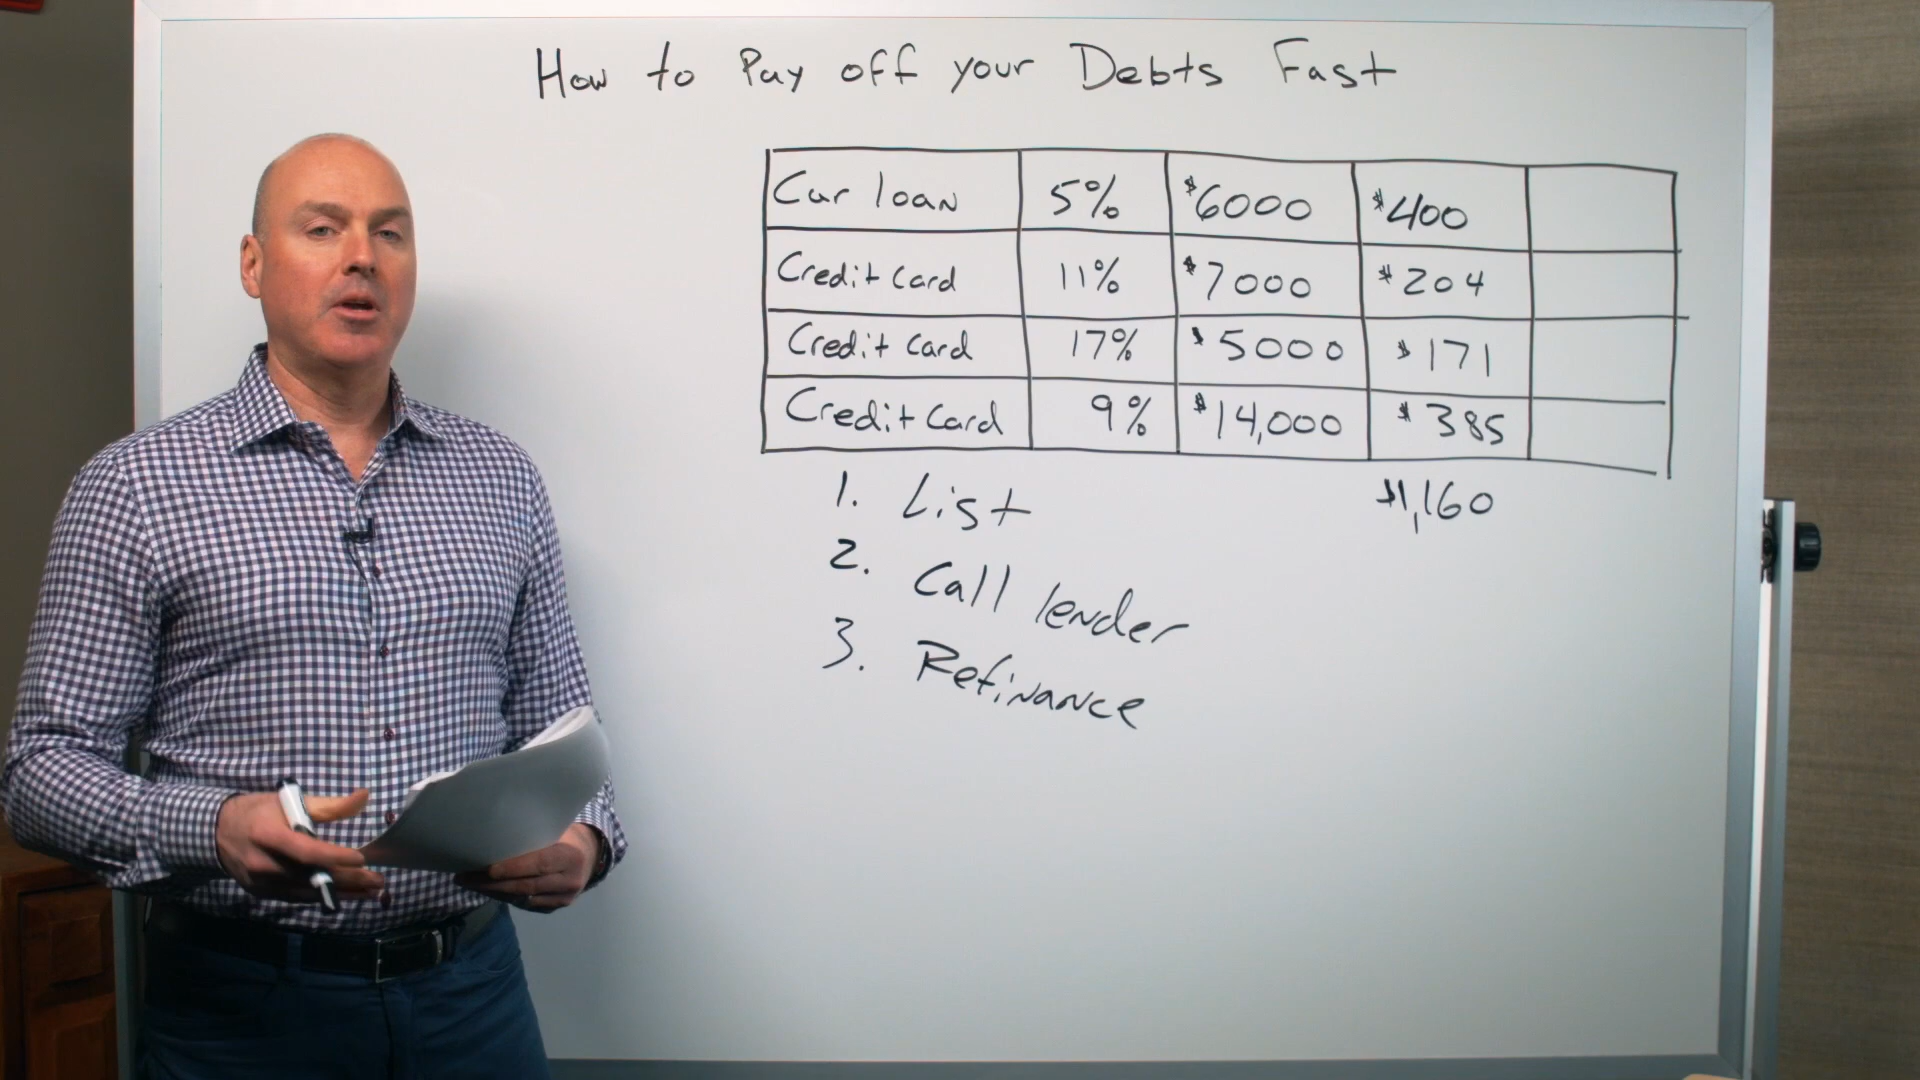 How to Pay off your Debts Fast
Car loan 5% $6000 $400
Credit Card 11% $7000 $204
Credit Card 17% $5000 $171
Credit Card 9% $14,000 $385
$1,160
1. List
2. Call lender
3. Refinance